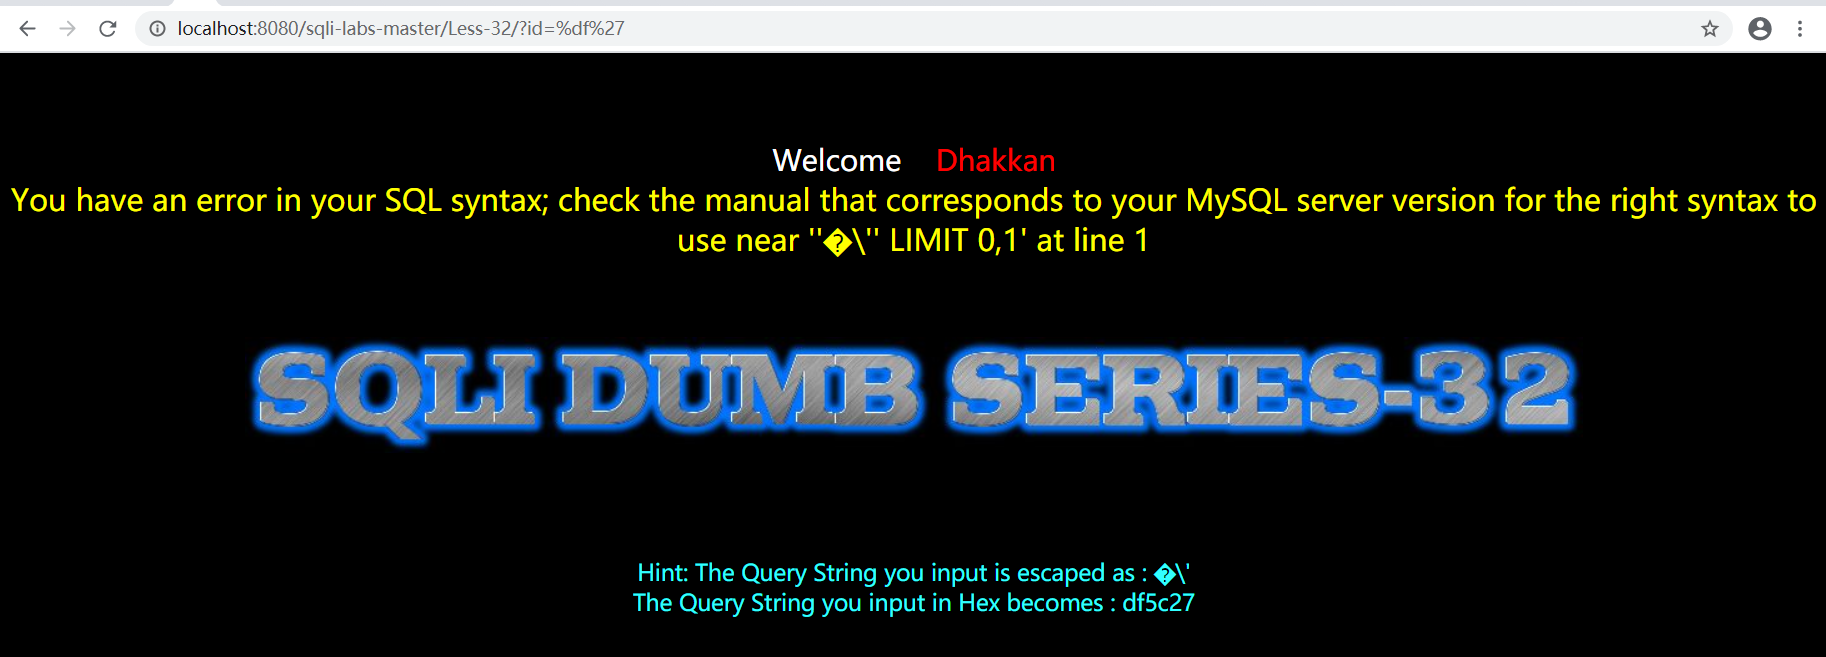 localhost:8080/sqli-labs-master/Less-32/?id=%df%27
Welcome Dhakkan
You have an error in your SQL syntax; check the manual that corresponds to your MySQL server version for the right syntax to
use near ''�\'' LIMIT 0,1' at line 1
SQLI DUMB SERIES-32
Hint: The Query String you input is escaped as : �\'
The Query String you input in Hex becomes : df5c27